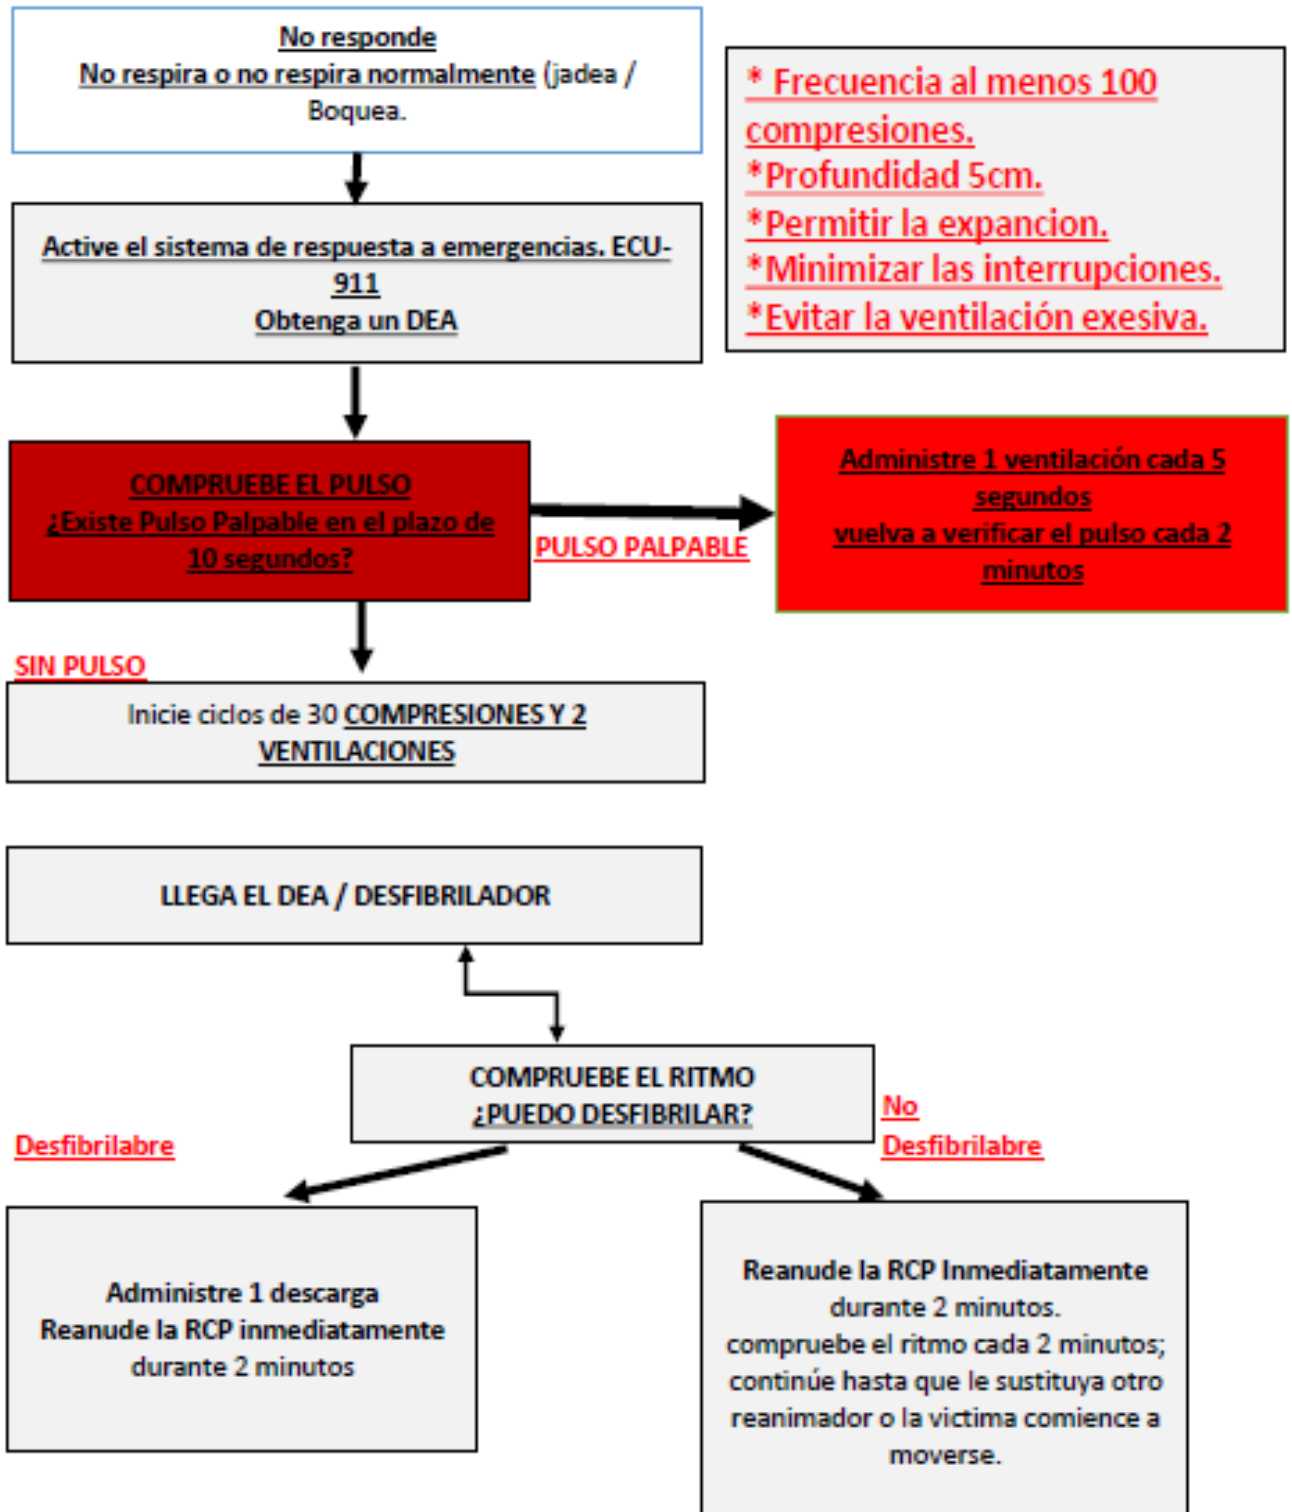 No responde
No respira o no respira normalmente (jadea /
Boquea.
* Frecuencia al menos 100
compresiones.
*Profundidad 5cm.
*Permitir la expancion.
*Minimizar las interrupciones.
*Evitar la ventilación exesiva.
Active el sistema de respuesta a emergencias. ECU-
911
Obtenga un DEA
COMPRUEBE EL PULSO
¿Existe Pulso Palpable en el plazo de
10 segundos?
PULSO PALPABLE
Administre 1 ventilación cada 5
segundos
vuelva a verificar el pulso cada 2
minutos
SIN PULSO
Inicie ciclos de 30 COMPRESIONES Y 2
VENTILACIONES
LLEGA EL DEA / DESFIBRILADOR
COMPRUEBE EL RITMO
¿PUEDO DESFIBRILAR?
Desfibrilabre
No
Desfibrilabre
Administre 1 descarga
Reanude la RCP inmediatamente
durante 2 minutos
Reanude la RCP Inmediatamente
durante 2 minutos.
compruebe el ritmo cada 2 minutos;
continúe hasta que le sustituya otro
reanimador o la victima comience a
moverse.